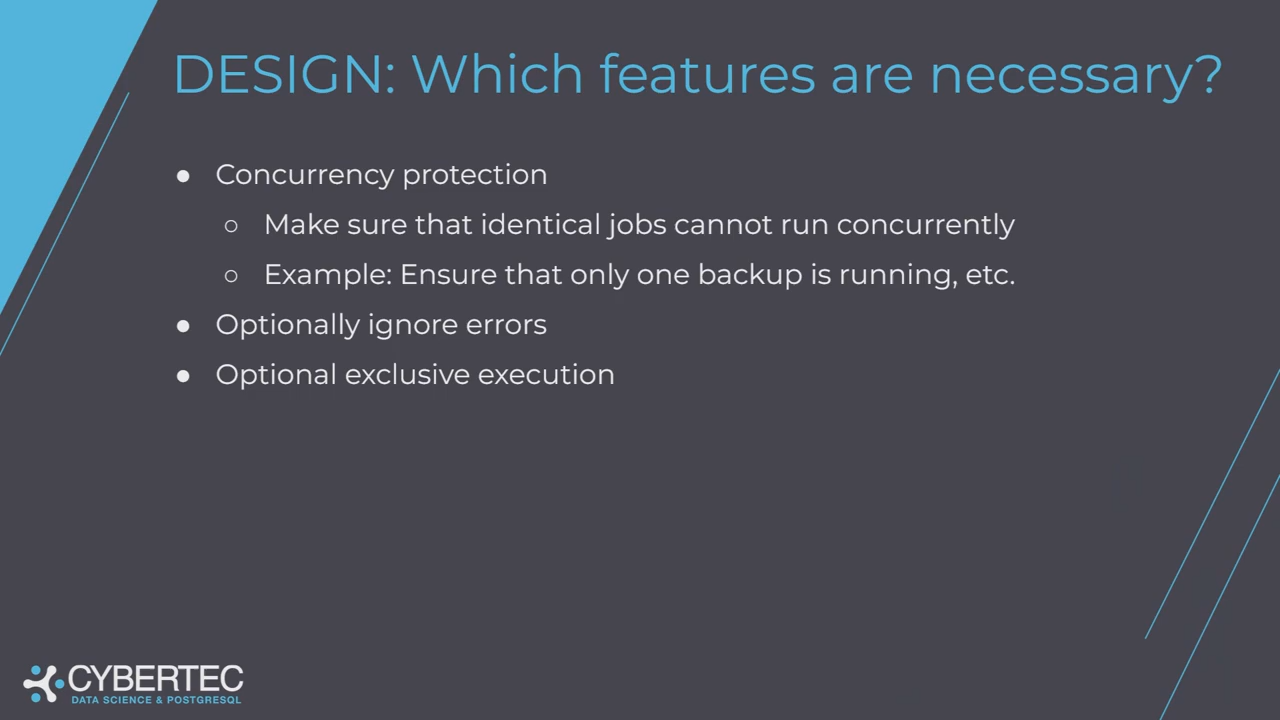 DESIGN: Which features are necessary?
● Concurrency protection
○ Make sure that identical jobs cannot run concurrently
○ Example: Ensure that only one backup is running, etc.
● Optionally ignore errors
● Optional exclusive execution
CYBERTEC
DATA SCIENCE & POSTGRESQL